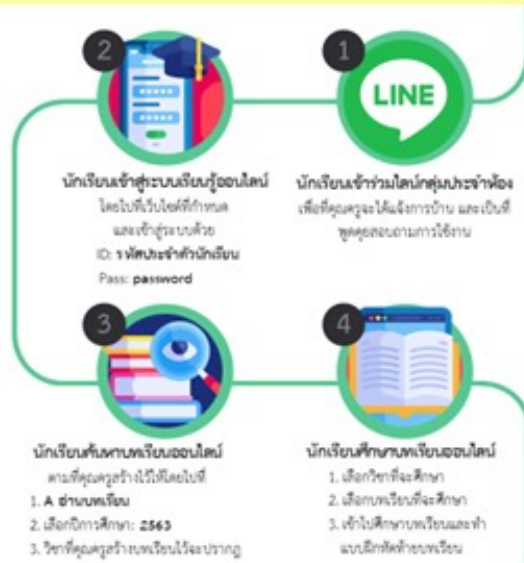 1
LINE
นักเรียนเข้าร่วมไลน์กลุ่มประจำห้อง
เพื่อที่คุณครูจะได้แจ้งการบ้าน และเป็นที่
พูดคุยสอบถามการใช้งาน
2
นักเรียนเข้าสู่ระบบเรียนรู้ออนไลน์
โดยไปที่เว็บไซต์ที่กำหนด
และเข้าสู่ระบบด้วย
ID: รหัสประจำตัวนักเรียน
Pass: password
3
นักเรียนค้นหาบทเรียนออนไลน์
ตามที่คุณครูสร้างไว้ให้โดยไปที่
1. A อ่านบทเรียน
2. เลือกปีการศึกษา: 2563
3. วิชาที่คุณครูสร้างบทเรียนไว้จะปรากฎ
4
นักเรียนศึกษาบทเรียนออนไลน์
1. เลือกวิชาที่จะศึกษา
2. เลือกบทเรียนที่จะศึกษา
3. เข้าไปศึกษาบทเรียนและทำ
แบบฝึกหัดท้ายบทเรียน